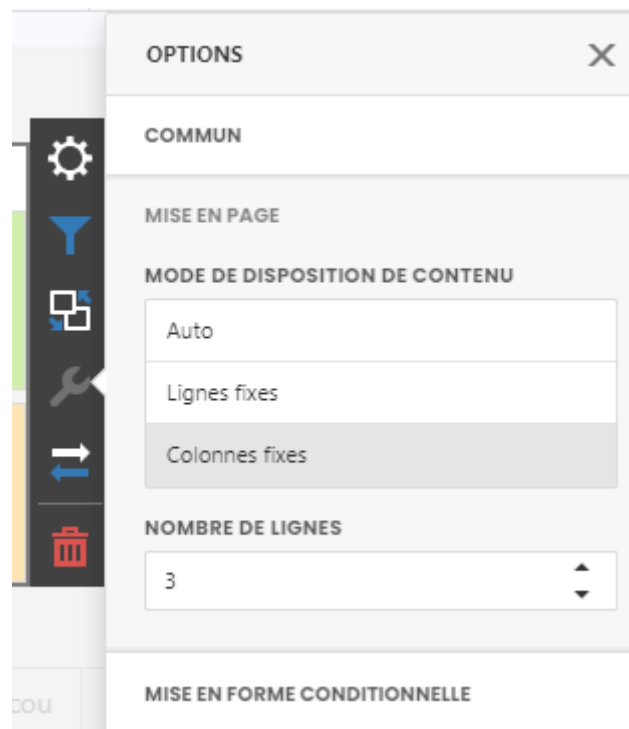 OPTIONS
COMMUN
MISE EN PAGE
MODE DE DISPOSITION DE CONTENU
Auto
Lignes fixes
Colonnes fixes
NOMBRE DE LIGNES
3
MISE EN FORME CONDITIONNELLE
cou